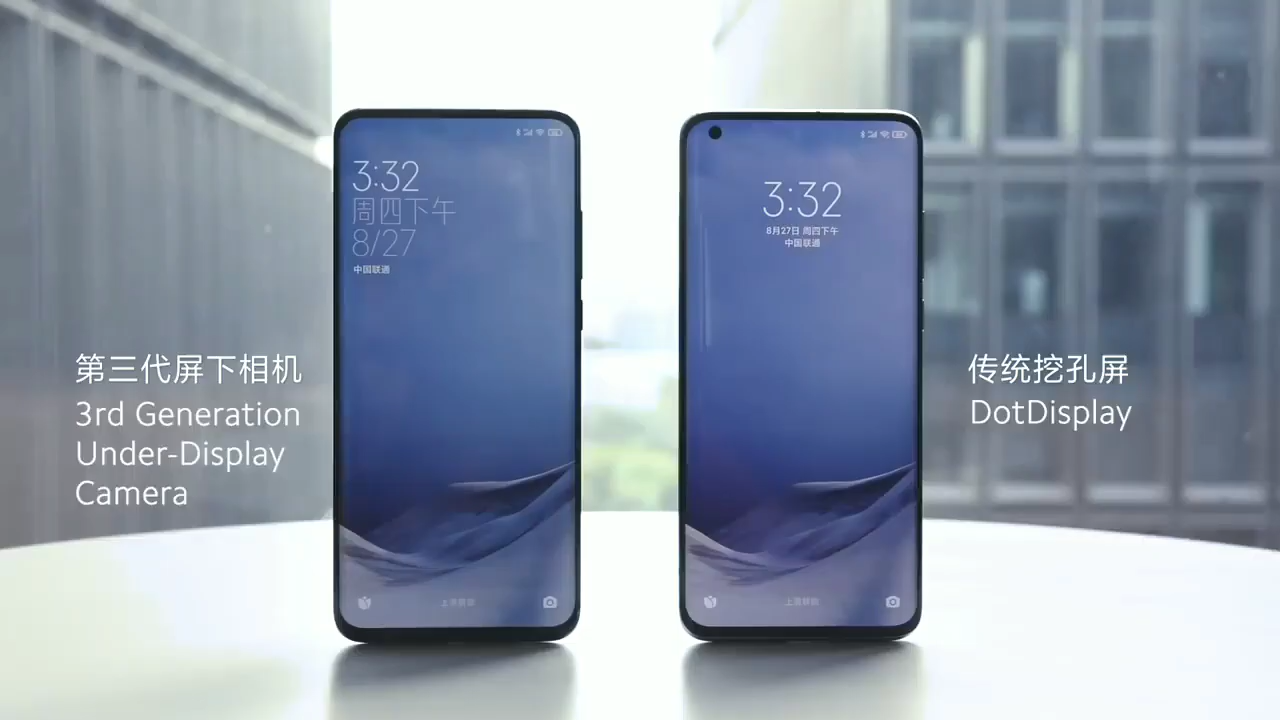 3:32
周四下午
8/27
中国联通
3:32
8月27日 周四下午
中国联通
第三代屏下相机
3rd Generation
Under-Display
Camera
传统挖孔屏
DotDisplay